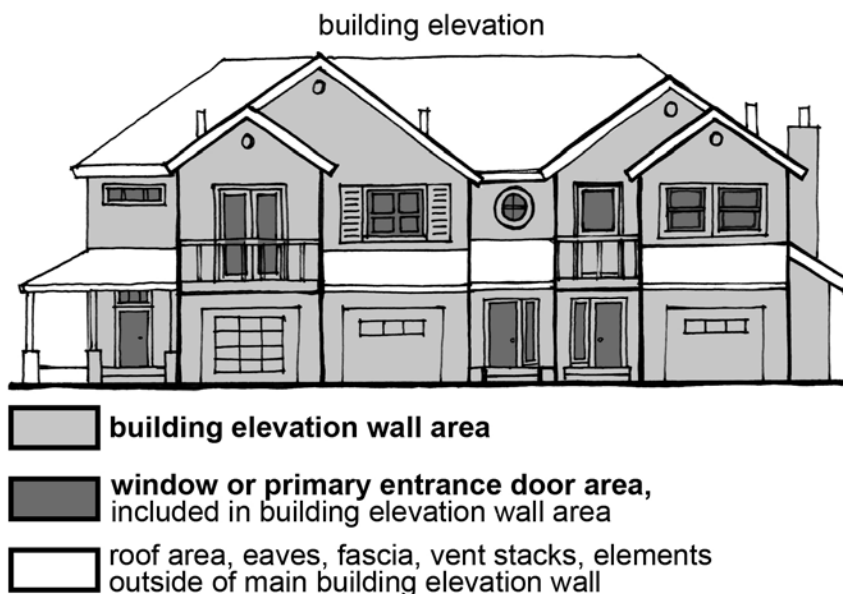 building elevation
building elevation wall area
window or primary entrance door area,
included in building elevation wall area
roof area, eaves, fascia, vent stacks, elements
outside of main building elevation wall